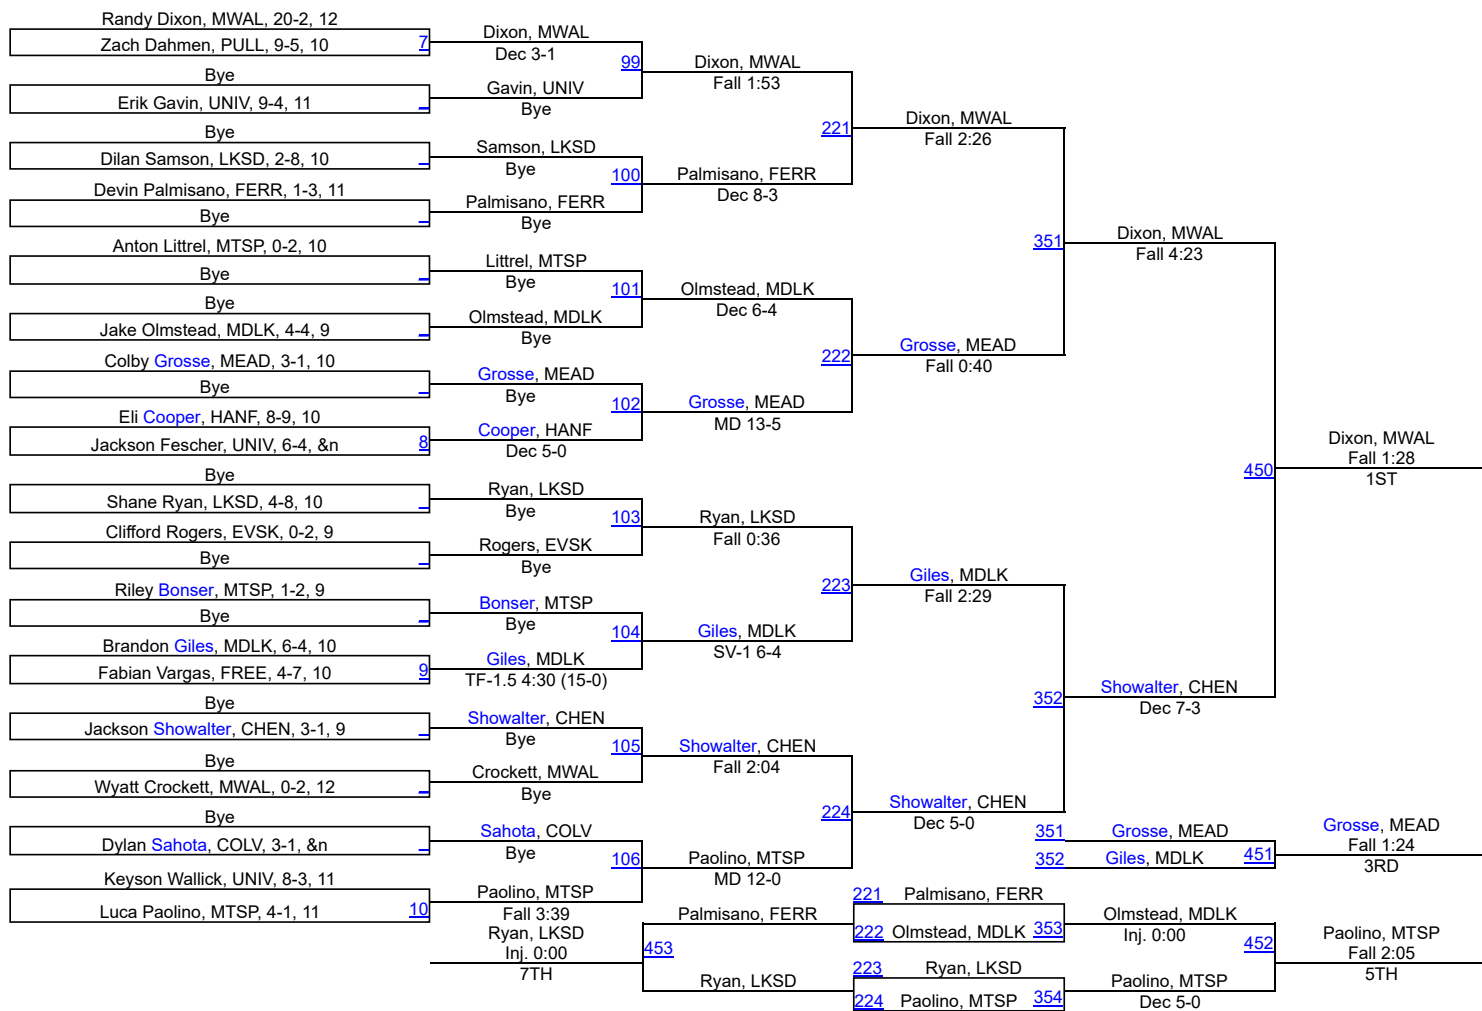 Randy Dixon, MWAL, 20-2, 12
Zach Dahmen, PULL, 9-5, 10
7
Bye
Erik Gavin, UNIV, 9-4, 11
Bye
Dilan Samson, LKSD, 2-8, 10
Devin Palmisano, FERR, 1-3, 11
Bye
Anton Littrel, MTSP, 0-2, 10
Bye
Bye
Jake Olmstead, MDLK, 4-4, 9
Colby Grosse, MEAD, 3-1, 10
Bye
Eli Cooper, HANF, 8-9, 10
Jackson Fescher, UNIV, 6-4, &n
8
Bye
Shane Ryan, LKSD, 4-8, 10
Clifford Rogers, EVSK, 0-2, 9
Bye
Riley Bonser, MTSP, 1-2, 9
Bye
Brandon Giles, MDLK, 6-4, 10
Fabian Vargas, FREE, 4-7, 10
9
Bye
Jackson Showalter, CHEN, 3-1, 9
Bye
Wyatt Crockett, MWAL, 0-2, 12
Bye
Dylan Sahota, COLV, 3-1, &n
Keyson Wallick, UNIV, 8-3, 11
Luca Paolino, MTSP, 4-1, 11
10
Dixon, MWAL
Dec 3-1
99
Gavin, UNIV
Bye
Samson, LKSD
Bye
100
Palmisano, FERR
Bye
Littrel, MTSP
Bye
101
Olmstead, MDLK
Bye
Grosse, MEAD
Bye
102
Cooper, HANF
Dec 5-0
Ryan, LKSD
Bye
103
Rogers, EVSK
Bye
Bonser, MTSP
Bye
104
Giles, MDLK
TF-1.5 4:30 (15-0)
Showalter, CHEN
Bye
105
Crockett, MWAL
Bye
Sahota, COLV
Bye
106
Paolino, MTSP
Fall 3:39
Dixon, MWAL
Fall 1:53
221
Palmisano, FERR
Dec 8-3
Olmstead, MDLK
Dec 6-4
222
Grosse, MEAD
MD 13-5
Ryan, LKSD
Fall 0:36
223
Giles, MDLK
SV-1 6-4
Showalter, CHEN
Fall 2:04
224
Paolino, MTSP
MD 12-0
Dixon, MWAL
Fall 2:26
351
Grosse, MEAD
Fall 0:40
Giles, MDLK
Fall 2:29
352
Showalter, CHEN
Dec 5-0
Dixon, MWAL
Fall 4:23
450
Showalter, CHEN
Dec 7-3
Dixon, MWAL
Fall 1:28
1ST
351
Grosse, MEAD
352
Giles, MDLK
451
Grosse, MEAD
Fall 1:24
3RD
221
Palmisano, FERR
222
Olmstead, MDLK
353
Olmstead, MDLK
Inj. 0:00
223
Ryan, LKSD
224
Paolino, MTSP
354
Paolino, MTSP
Dec 5-0
452
Paolino, MTSP
Fall 2:05
5TH
Palmisano, FERR
453
Ryan, LKSD
Ryan, LKSD
Inj. 0:00
7TH